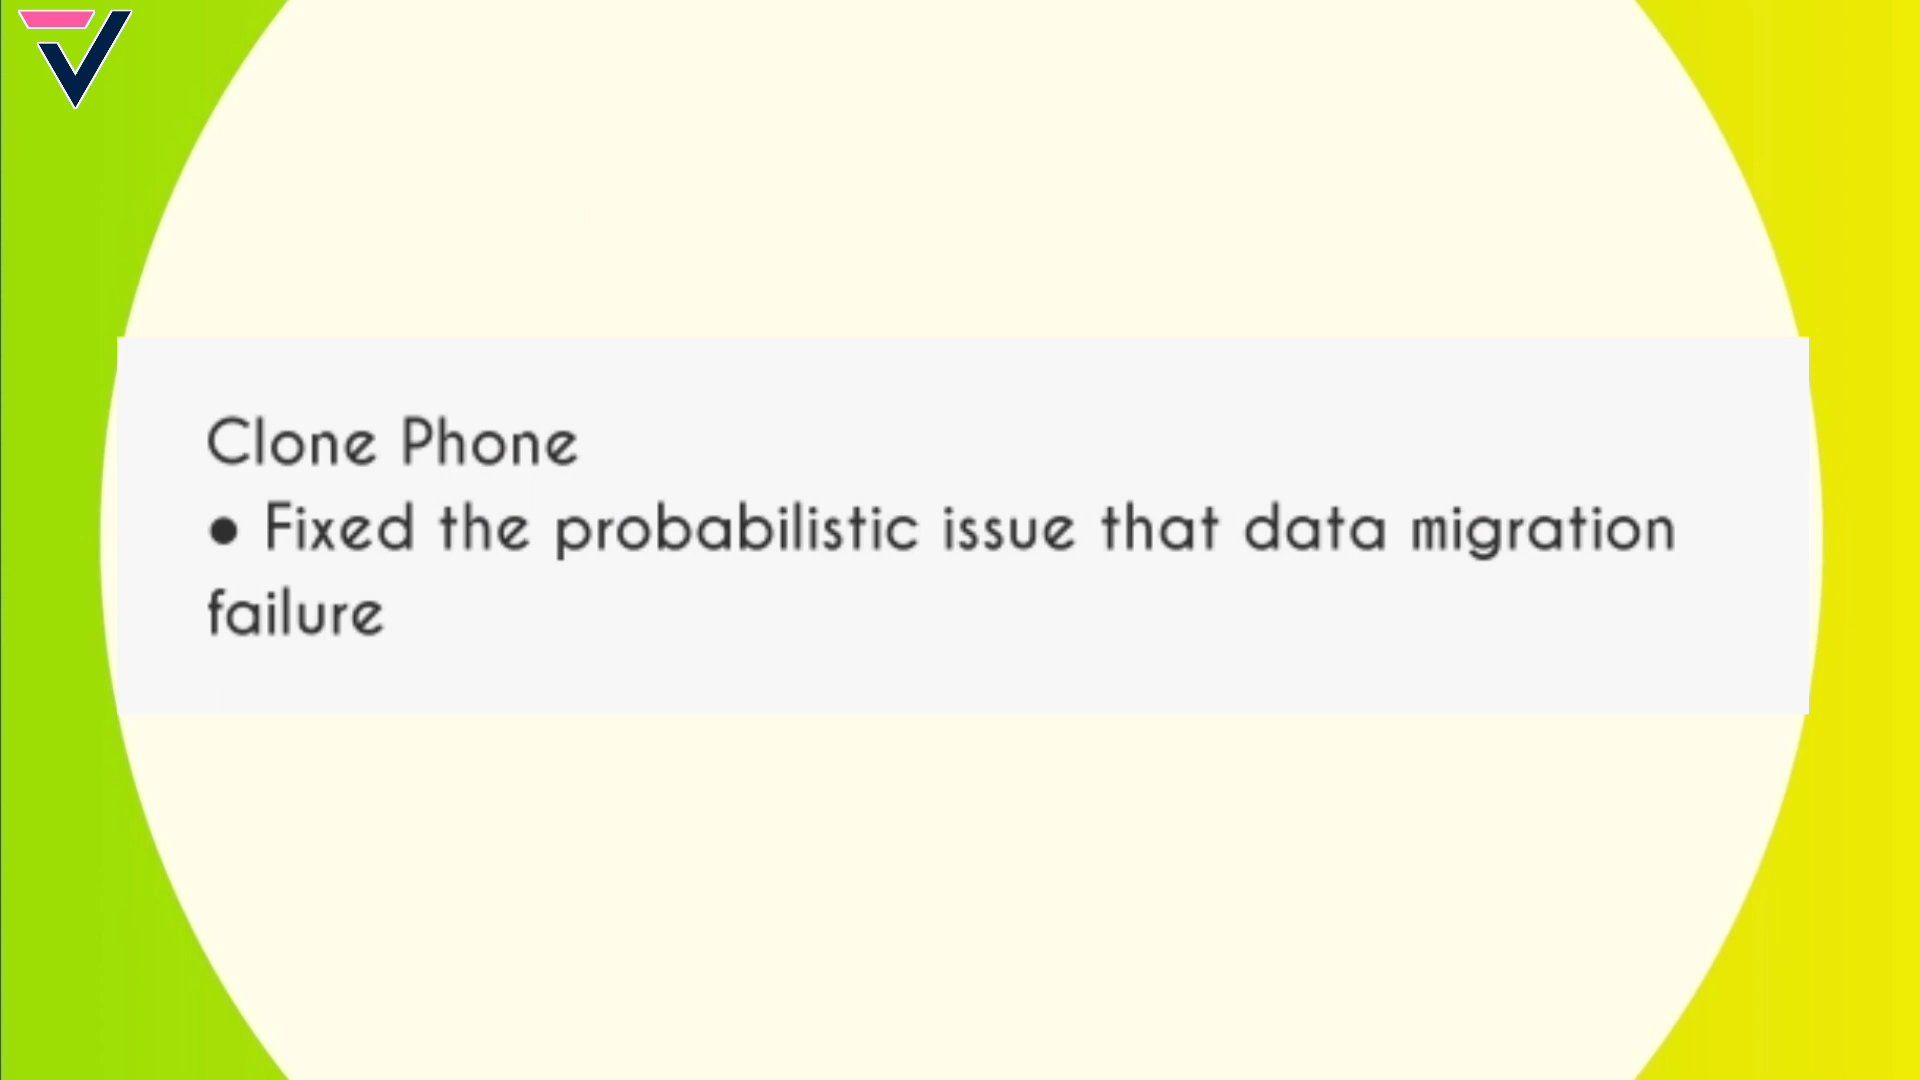 Clone Phone
● Fixed the probabilistic issue that data migration
failure